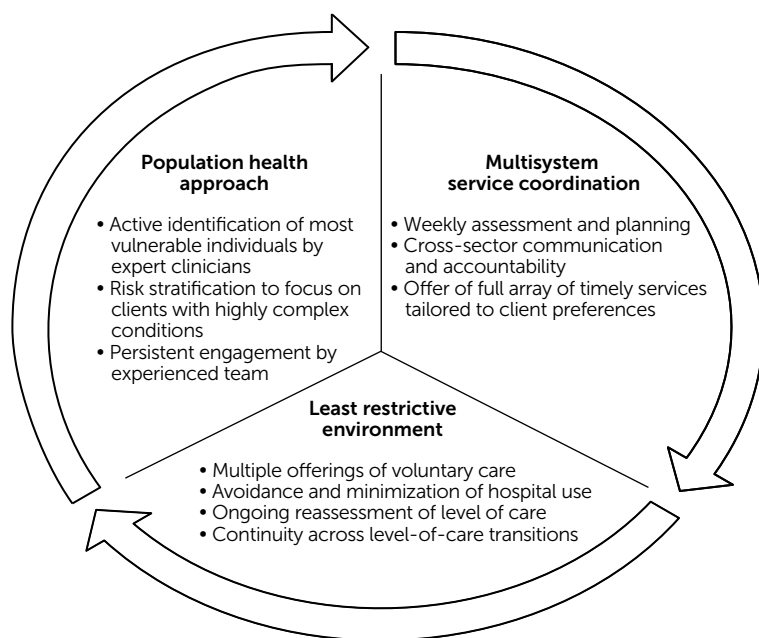 Population health
approach
• Active identification of most
vulnerable individuals by
expert clinicians
• Risk stratification to focus on
clients with highly complex
conditions
• Persistent engagement by
experienced team
Multisystem
service coordination
• Weekly assessment and planning
• Cross-sector communication
and accountability
• Offer of full array of timely services
tailored to client preferences
Least restrictive
environment
• Multiple offerings of voluntary care
• Avoidance and minimization of hospital use
• Ongoing reassessment of level of care
• Continuity across level-of-care transitions